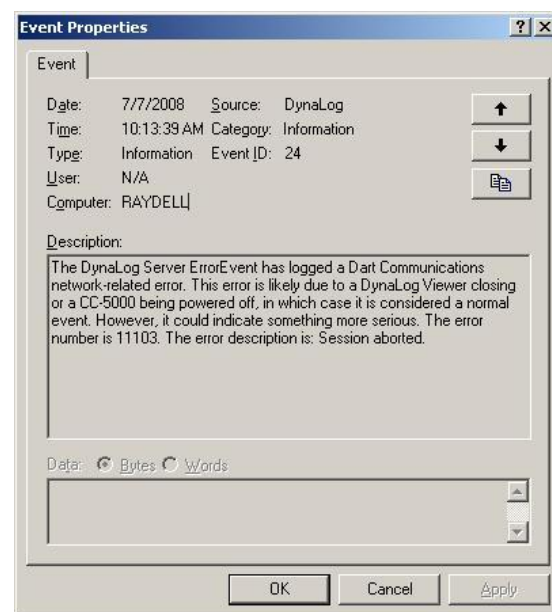 Event Properties
Event
Date: 7/7/2008 Source: DynaLog
Time: 10:13:39 AM Category: Information
Type: Information Event ID: 24
User: N/A
Computer: RAYDELL
Description:
The DynaLog Server ErrorEvent has logged a Dart Communications
network-related error. This error is likely due to a DynaLog Viewer closing
or a CC-5000 being powered off, in which case it is considered a normal
event. However, it could indicate something more serious. The error
number is 11103. The error description is: Session aborted.
Data: Bytes Words
OK Cancel Apply